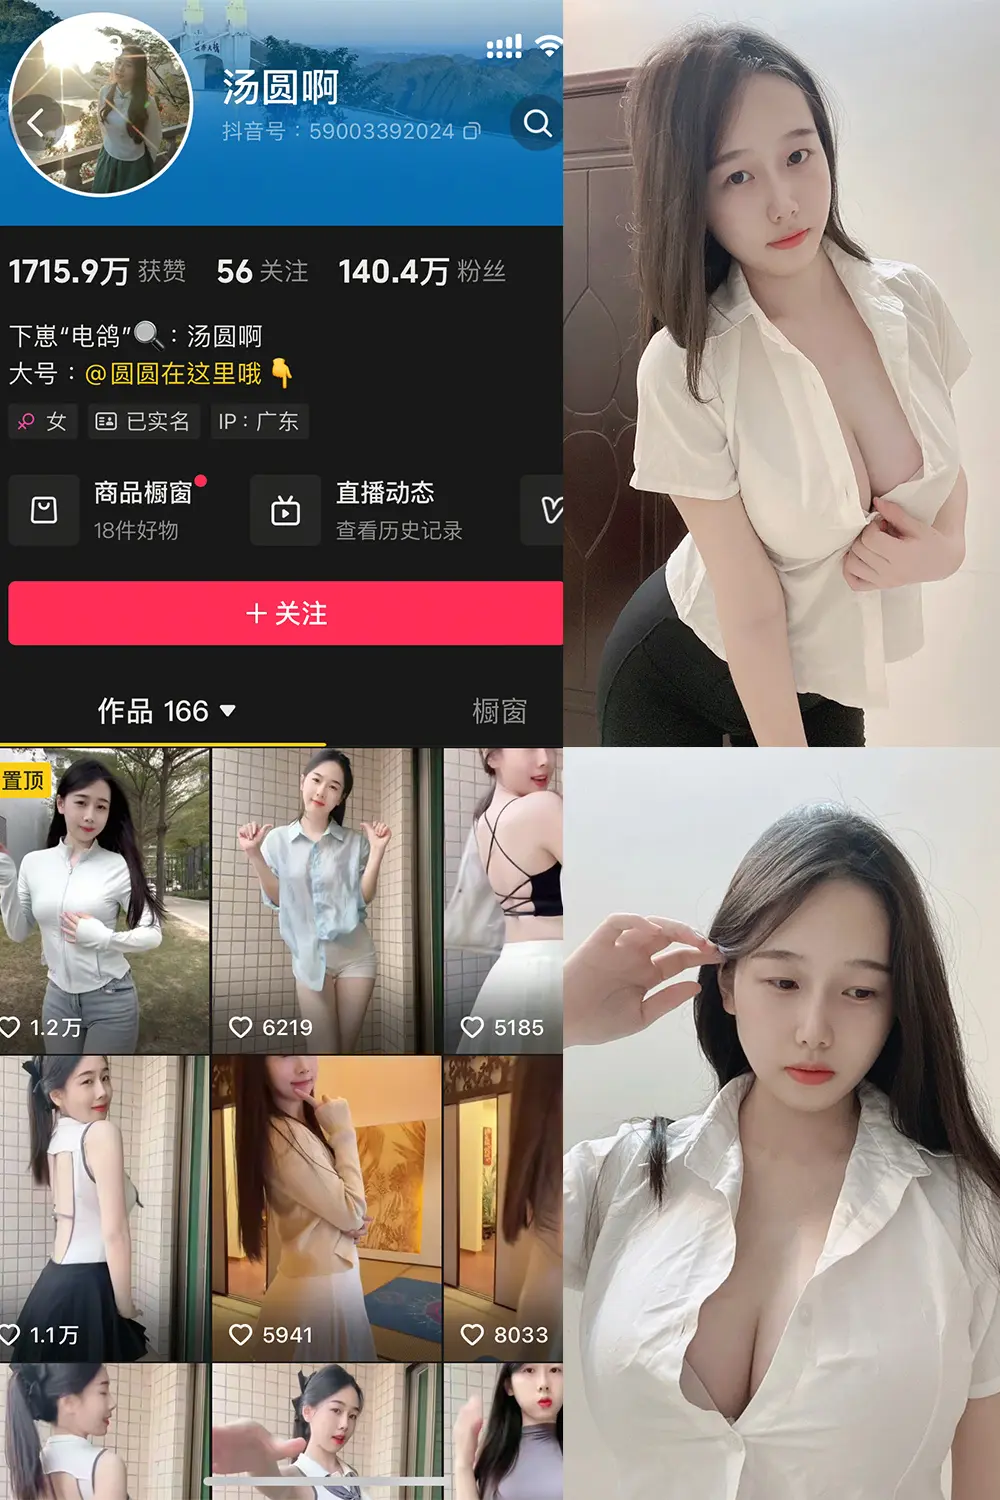 汤圆啊
抖音号：59003392024
1715.9万 获赞 56 关注 140.4万 粉丝
下崽“电鸽”🔍：汤圆啊
大号：@圆圆在这里哦👇
女 已实名 IP：广东
商品橱窗 直播动态
18件好物 查看历史记录
＋关注
作品 166 橱窗
置顶
1.2万 6219 5185
1.1万 5941 8033